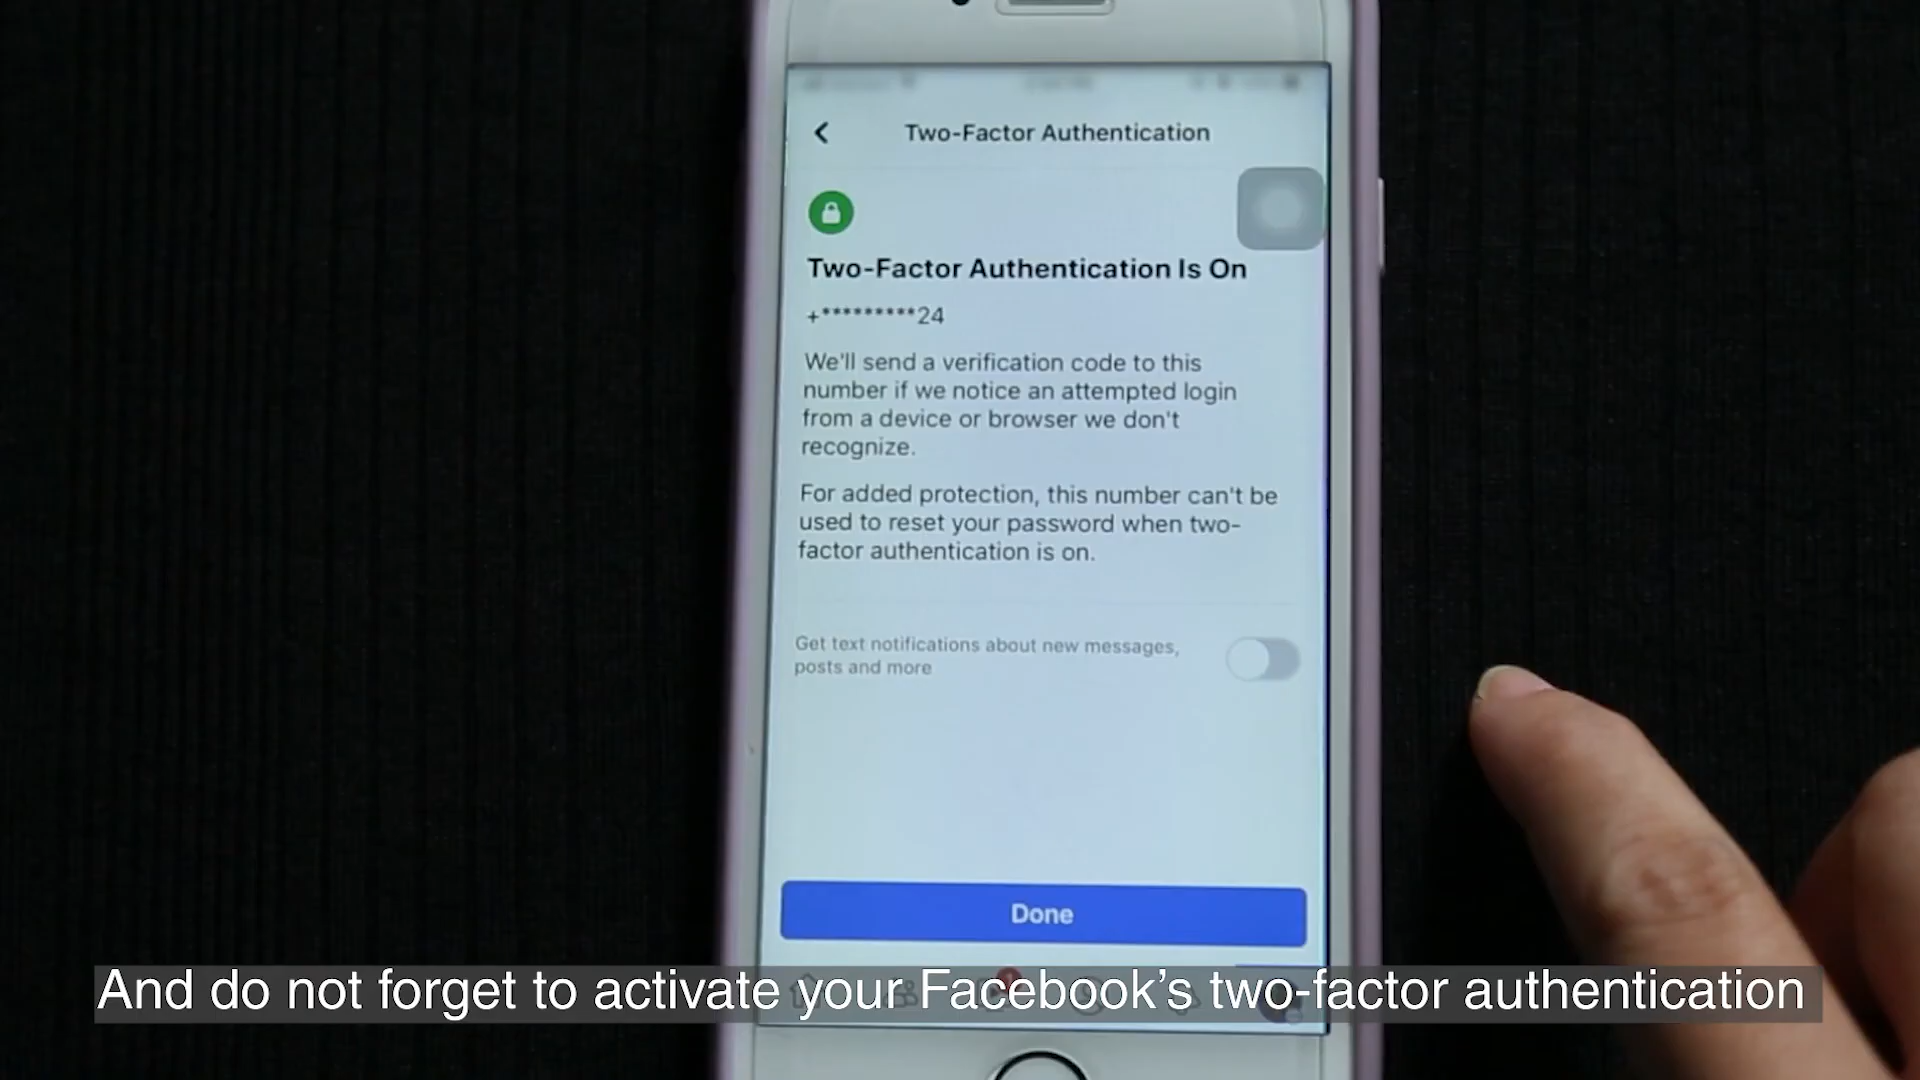 Two-Factor Authentication
Two-Factor Authentication Is On
+*********24
We'll send a verification code to this
number if we notice an attempted login
from a device or browser we don't
recognize.
For added protection, this number can't be
used to reset your password when two-
factor authentication is on.
Get text notifications about new messages,
posts and more
Done
And do not forget to activate your Facebook’s two-factor authentication